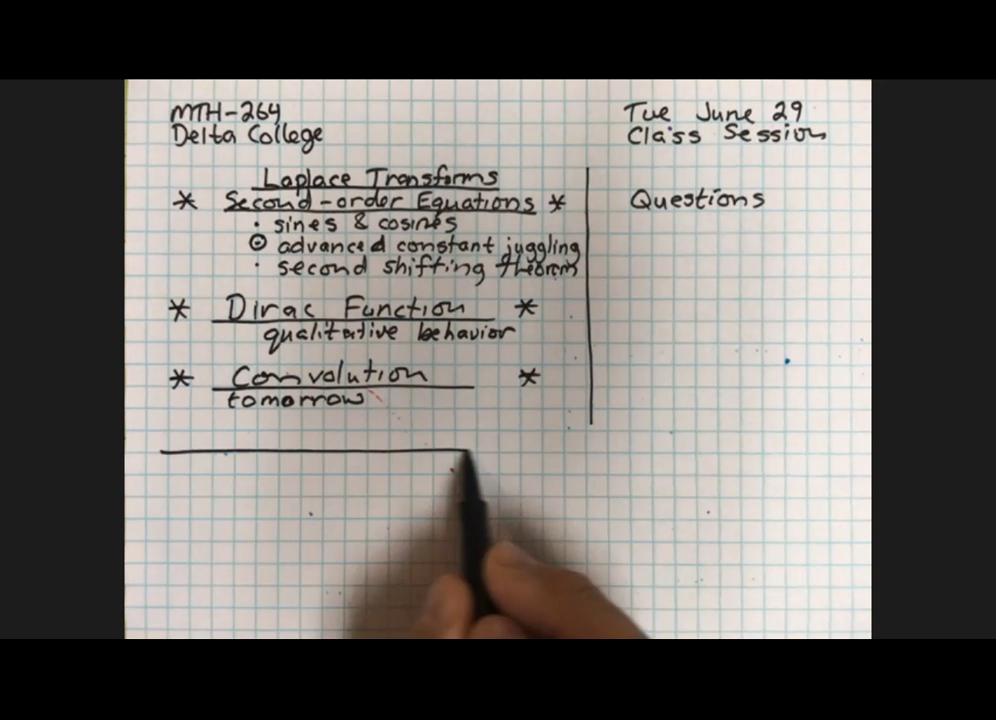 MTH-264
Delta College
Tue June 29
Class Session
Laplace Transforms
* Second-order Equations *
· sines & cosines
⊙ advanced constant juggling
· second shifting theorem
Questions
* Dirac Function *
qualitative behavior
* Convolution *
tomorrow